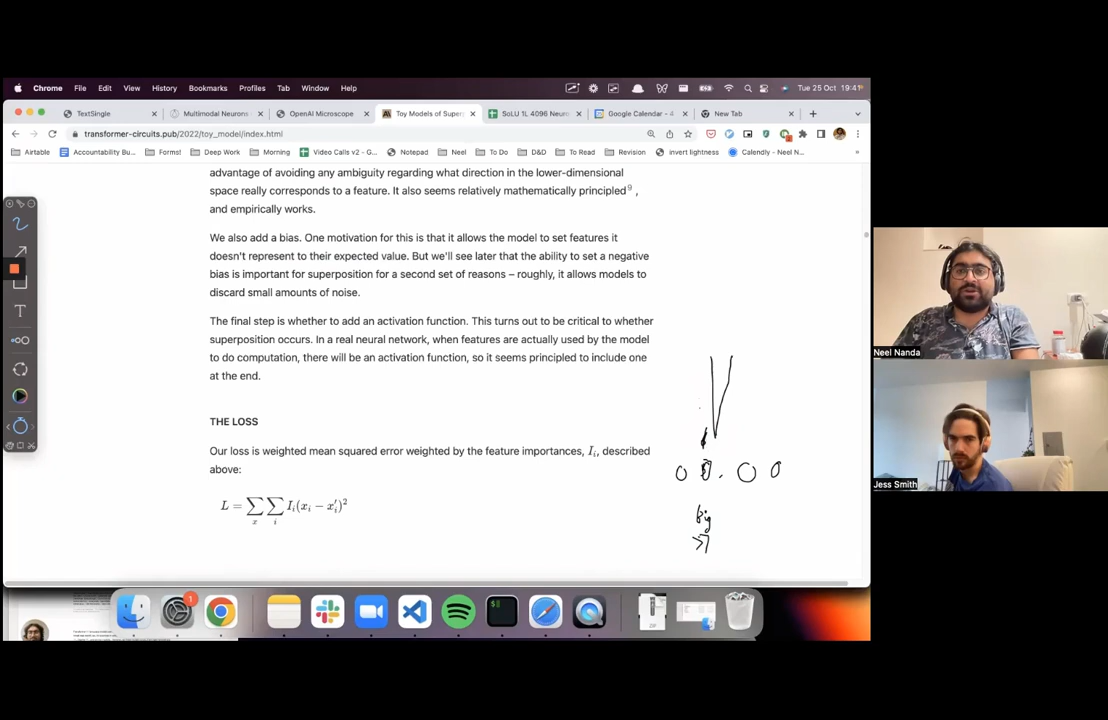 Chrome File Edit View History Bookmarks Profiles Tab Window Help Tue 25 Oct 19:41
TextSingle Multimodal Neurons OpenAI Microscope Toy Models of Super SoLU 1L 4096 Neuro Google Calendar - 4 New Tab
transformer-circuits.pub/2022/toy_model/index.html
Airtable Accountability Bu... Forms! Deep Work Morning Video Calls v2 - G... Notepad Neel To Do D&D To Read Revision invert lightness Calendly - Neel N...
advantage of avoiding any ambiguity regarding what direction in the lower-dimensional
space really corresponds to a feature. It also seems relatively mathematically principled⁹ ,
and empirically works.
We also add a bias. One motivation for this is that it allows the model to set features it
doesn't represent to their expected value. But we'll see later that the ability to set a negative
bias is important for superposition for a second set of reasons – roughly, it allows models to
discard small amounts of noise.
The final step is whether to add an activation function. This turns out to be critical to whether
superposition occurs. In a real neural network, when features are actually used by the model
to do computation, there will be an activation function, so it seems principled to include one
at the end.
THE LOSS
Our loss is weighted mean squared error weighted by the feature importances, Iᵢ, described
above:
L = ∑ₓ ∑ᵢ Iᵢ(xᵢ − x′ᵢ)²
Big
Neel Nanda
Jess Smith